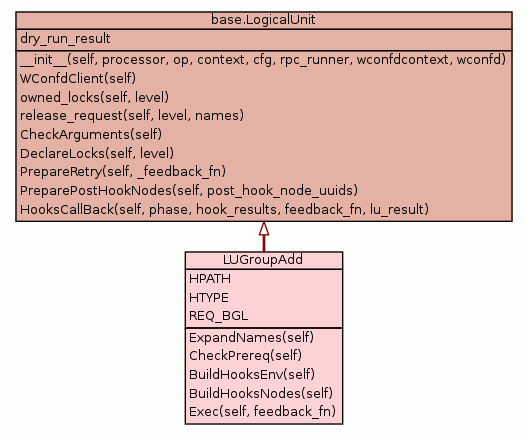 base.LogicalUnit
dry_run_result
__init__(self, processor, op, context, cfg, rpc_runner, wconfdcontext, wconfd)
WConfdClient(self)
owned_locks(self, level)
release_request(self, level, names)
CheckArguments(self)
DeclareLocks(self, level)
PrepareRetry(self, _feedback_fn)
PreparePostHookNodes(self, post_hook_node_uuids)
HooksCallBack(self, phase, hook_results, feedback_fn, lu_result)
LUGroupAdd
HPATH
HTYPE
REQ_BGL
ExpandNames(self)
CheckPrereq(self)
BuildHooksEnv(self)
BuildHooksNodes(self)
Exec(self, feedback_fn)